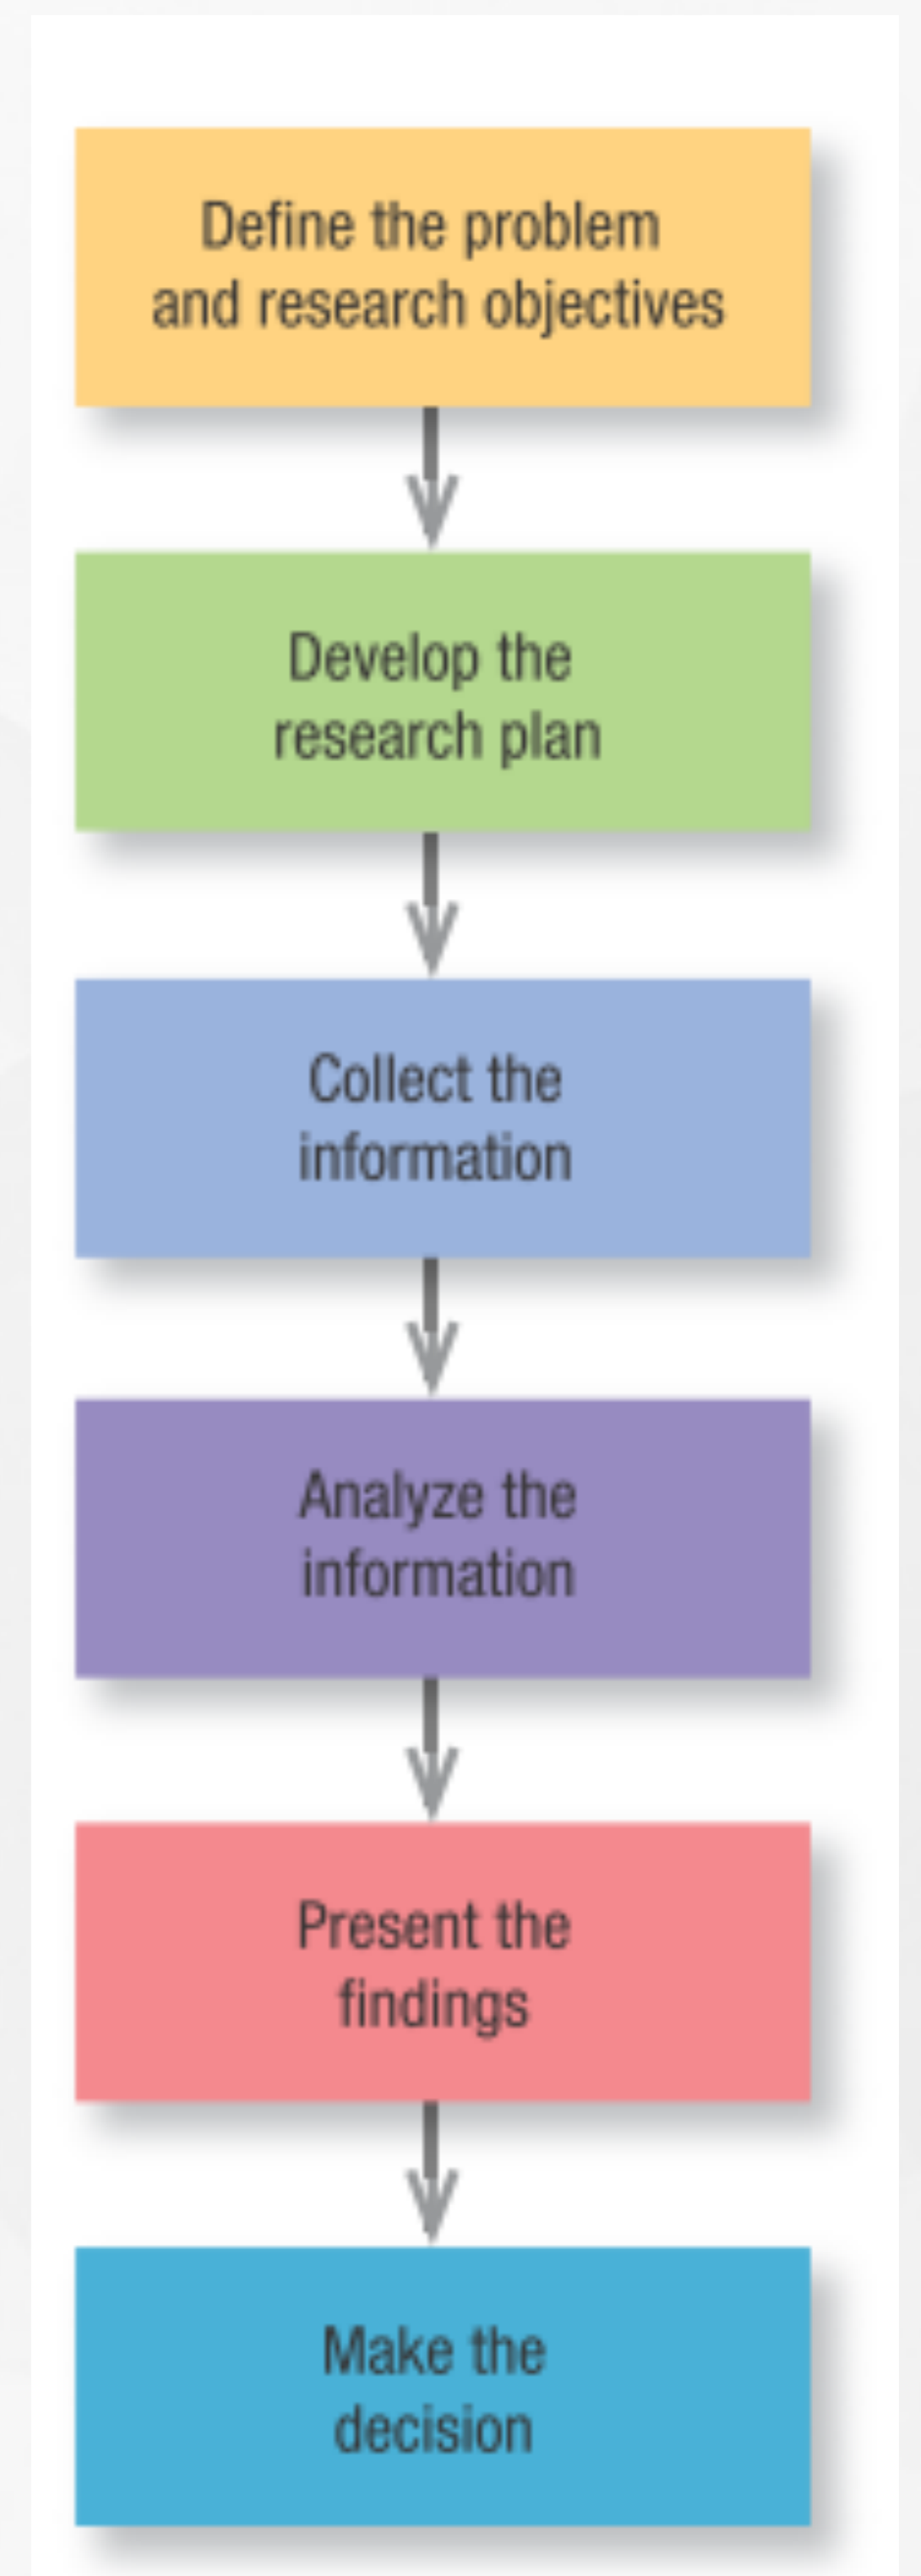 Define the problem
and research objectives
Develop the
research plan
Collect the
information
Analyze the
information
Present the
findings
Make the
decision